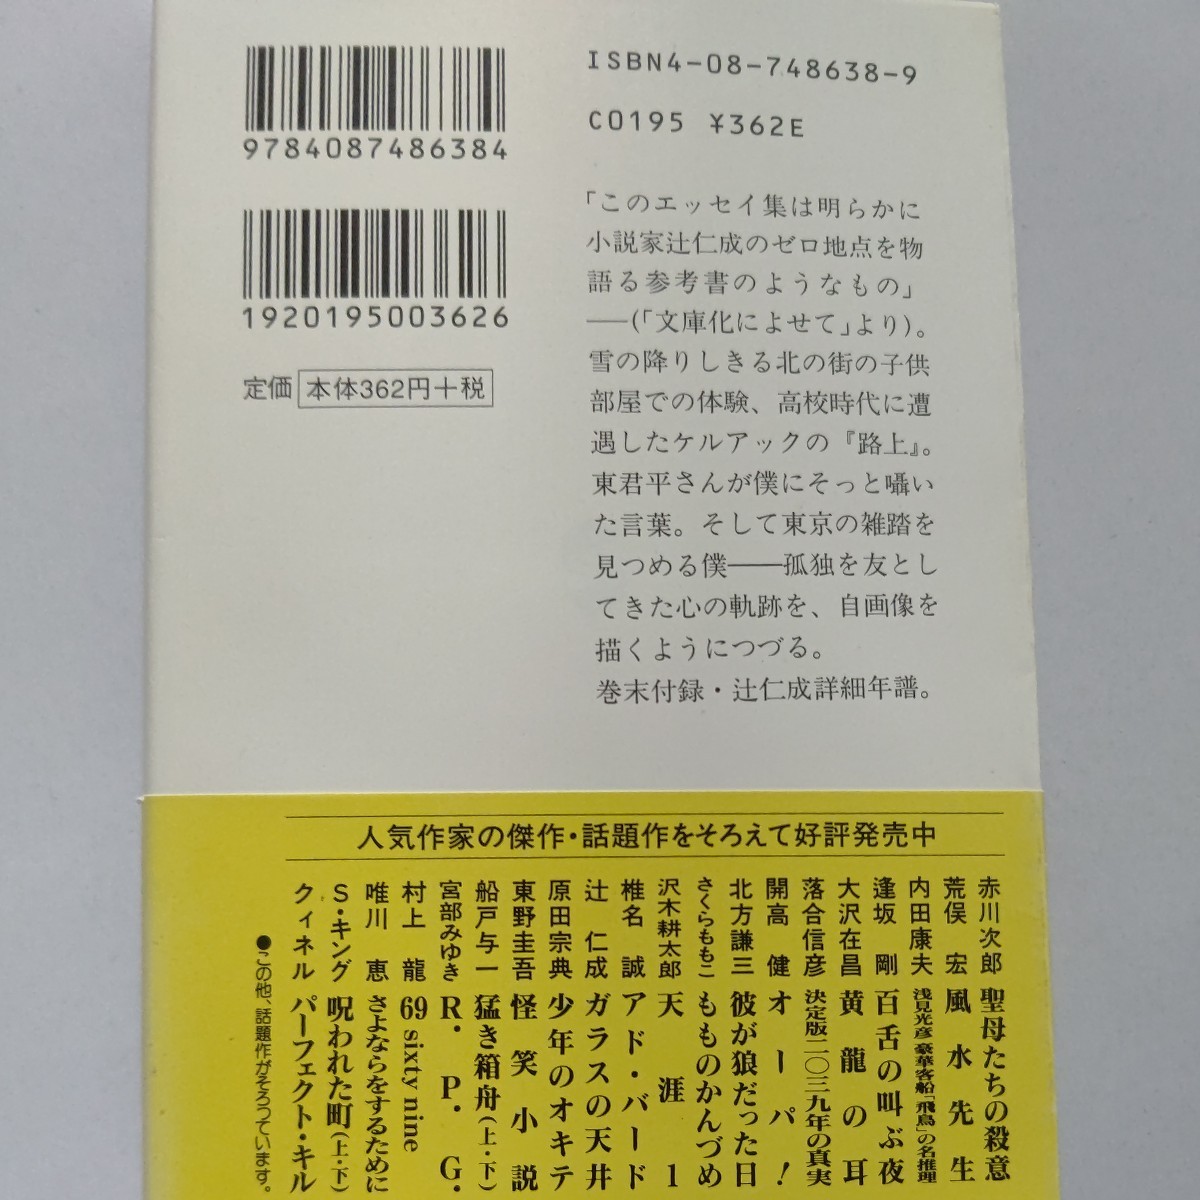 9784087486384
1920195003626
定価 本体362円+税
ISBN4-08-748638-9
C0195 ¥362E
「このエッセイ集は明らかに
小説家辻仁成のゼロ地点を物
語る参考書のようなもの」
――(「文庫化によせて」より)。
雪の降りしきる北の街の子供
部屋での体験、高校時代に遭
遇したケルアックの『路上』。
東君平さんが僕にそっと囁い
た言葉。そして東京の雑踏を
見つめる僕――孤独を友とし
てきた心の軌跡を、自画像を
描くようにつづる。
巻末付録・辻仁成詳細年譜。
人気作家の傑作・話題作をそろえて好評発売中
赤川次郎 聖母たちの殺意
荒俣 宏 風水先生
内田康夫 浅見光彦 豪華客船「飛鳥」の名推理
逢坂 剛 百舌の叫ぶ夜
大沢在昌 黄龍の耳
落合信彦 決定版二〇三九年の真実
開高 健 オーパ!
北方謙三 彼が狼だった日
さくらももこ もものかんづめ
沢木耕太郎 天涯1
椎名 誠 アド・バード
辻 仁成 ガラスの天井
原田宗典 少年のオキテ
東野圭吾 怪笑小説
船戸与一 猛き箱舟(上・下)
宮部みゆき R.P.G.
村上 龍 69 sixty nine
唯川 恵 さよならをするために
S・キング 呪われた町(上・下)
クィネル パーフェクト・キル
●この他、話題作がそろっています。